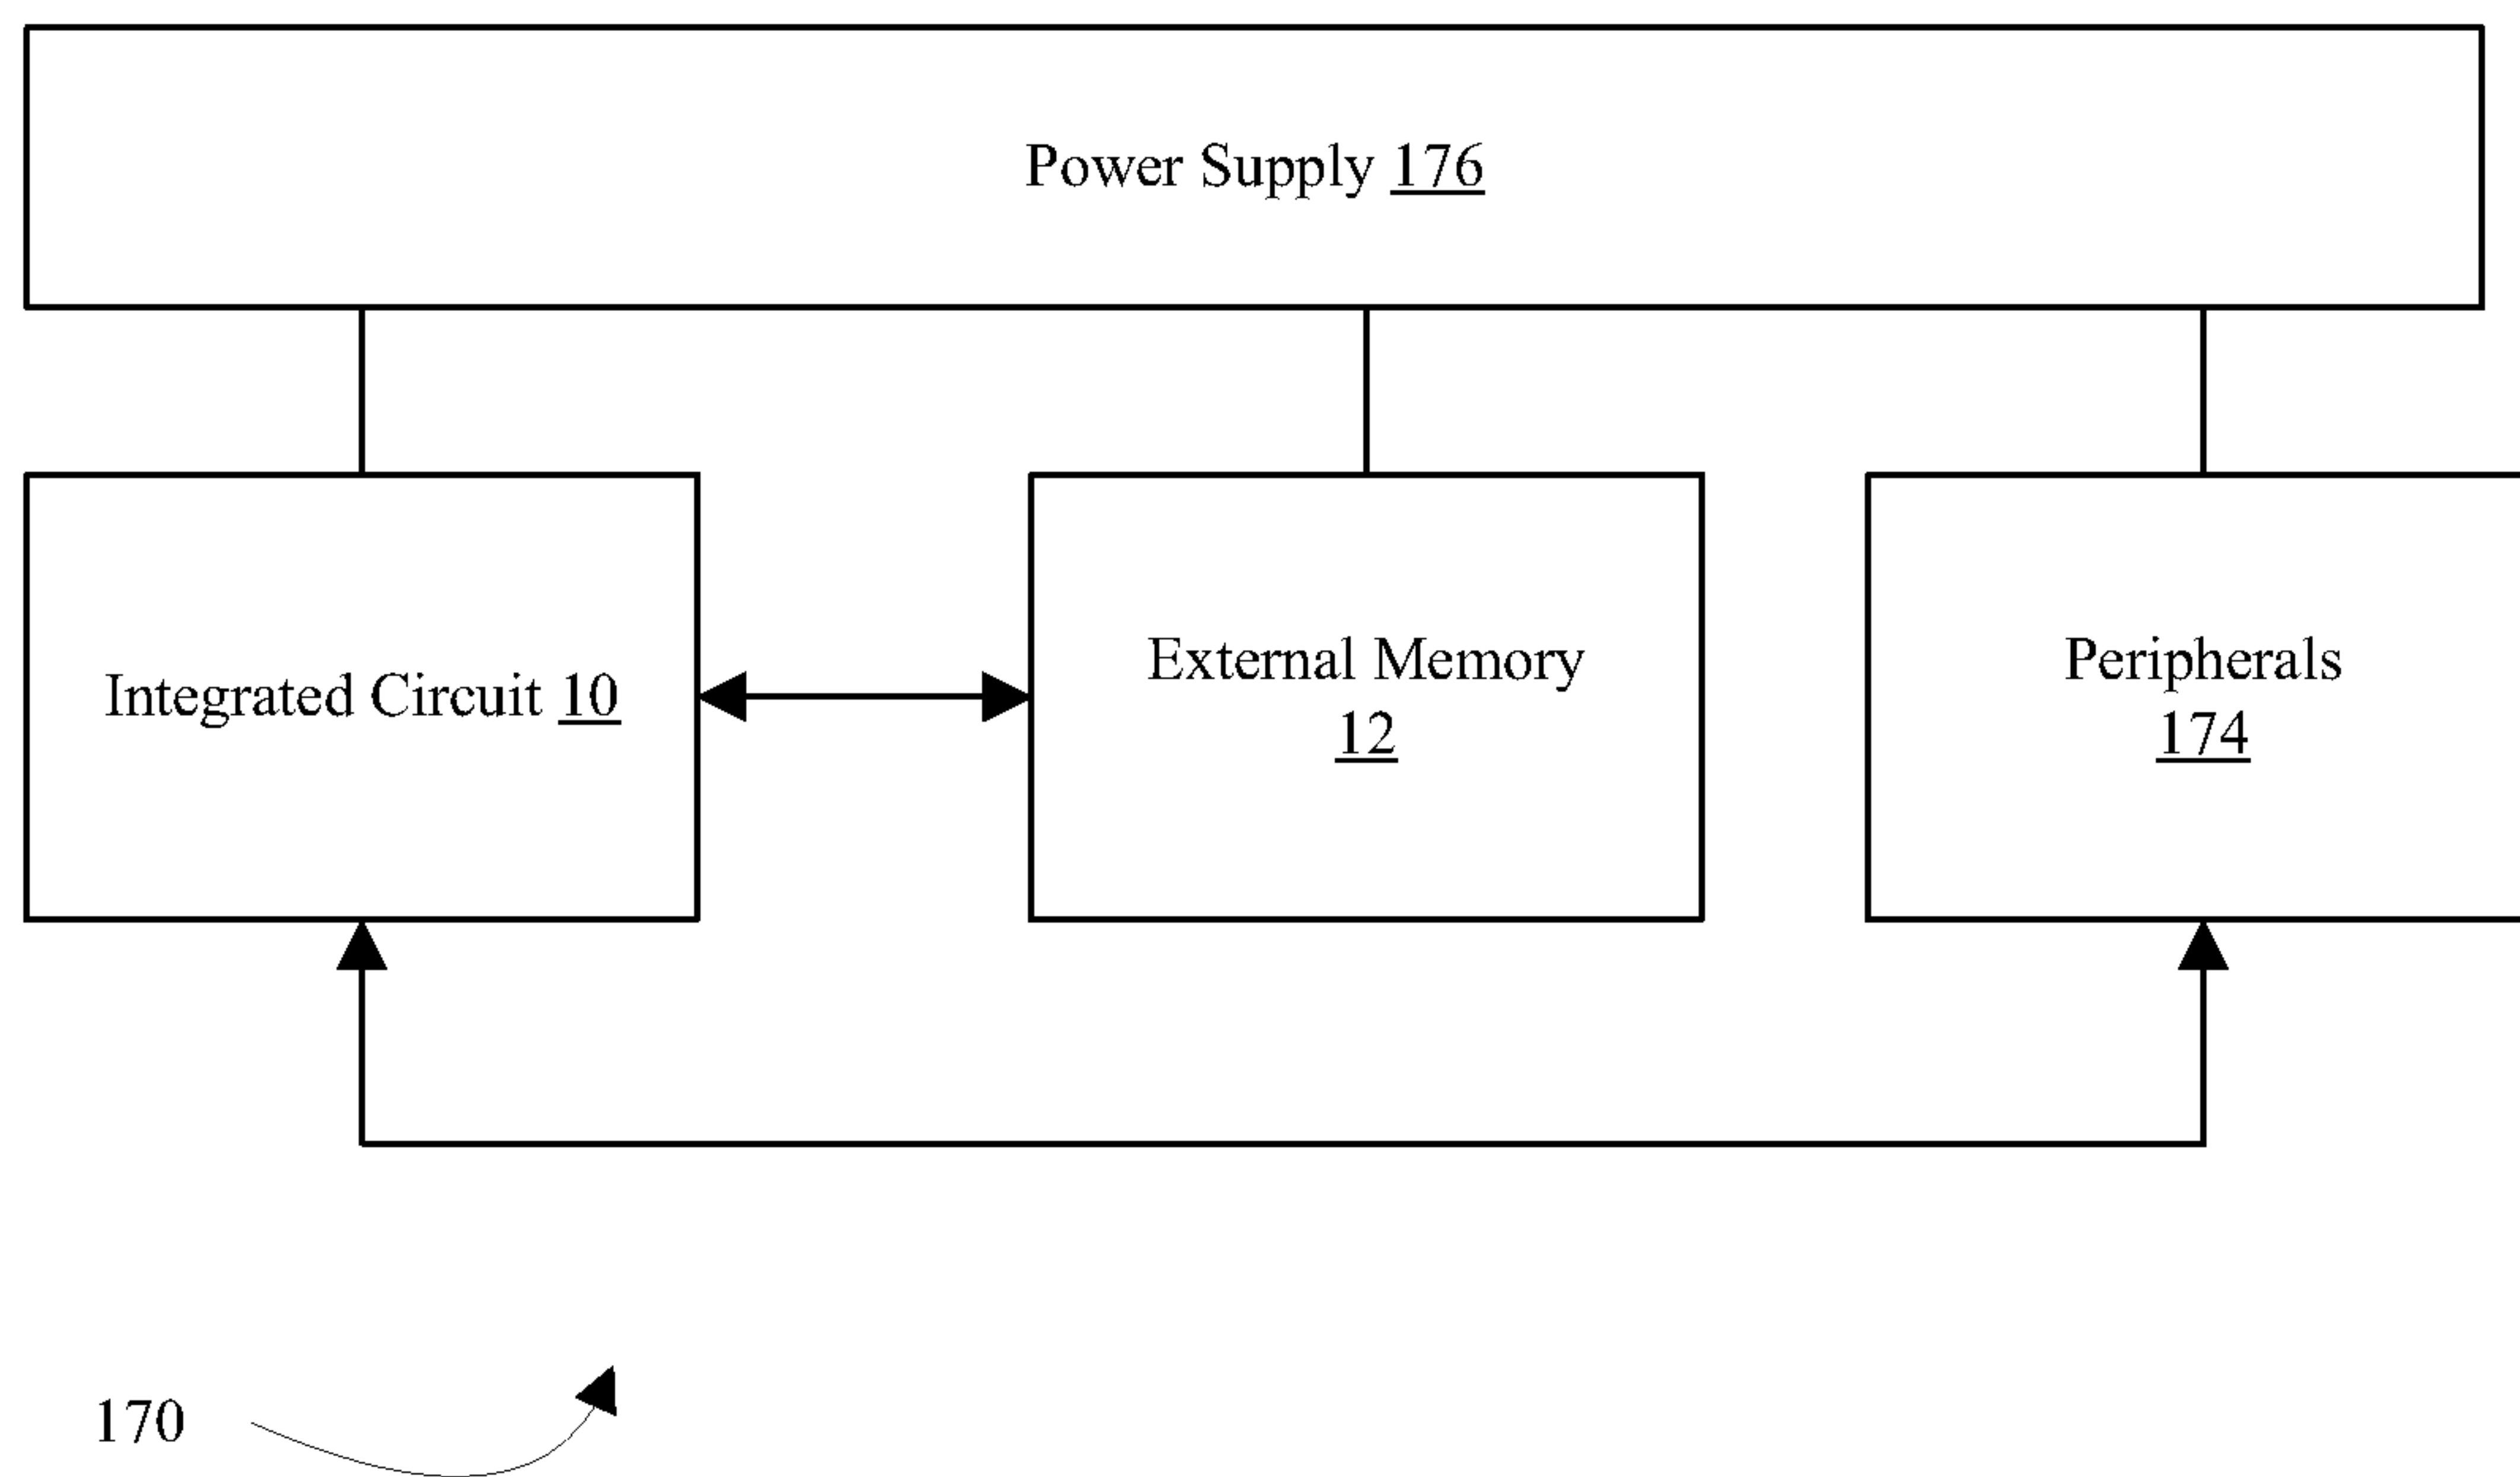 Power Supply 176
Integrated Circuit 10
External Memory
12
Peripherals
174
170